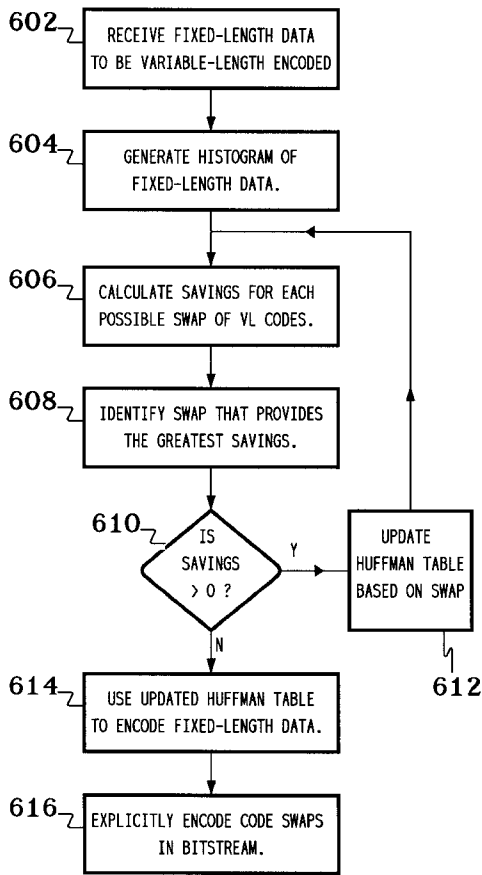 602
RECEIVE FIXED-LENGTH DATA
TO BE VARIABLE-LENGTH ENCODED
604
GENERATE HISTOGRAM OF
FIXED-LENGTH DATA.
606
CALCULATE SAVINGS FOR EACH
POSSIBLE SWAP OF VL CODES.
608
IDENTIFY SWAP THAT PROVIDES
THE GREATEST SAVINGS.
610
IS
SAVINGS
> 0 ?
Y
UPDATE
HUFFMAN TABLE
BASED ON SWAP
612
N
614
USE UPDATED HUFFMAN TABLE
TO ENCODE FIXED-LENGTH DATA.
616
EXPLICITLY ENCODE CODE SWAPS
IN BITSTREAM.